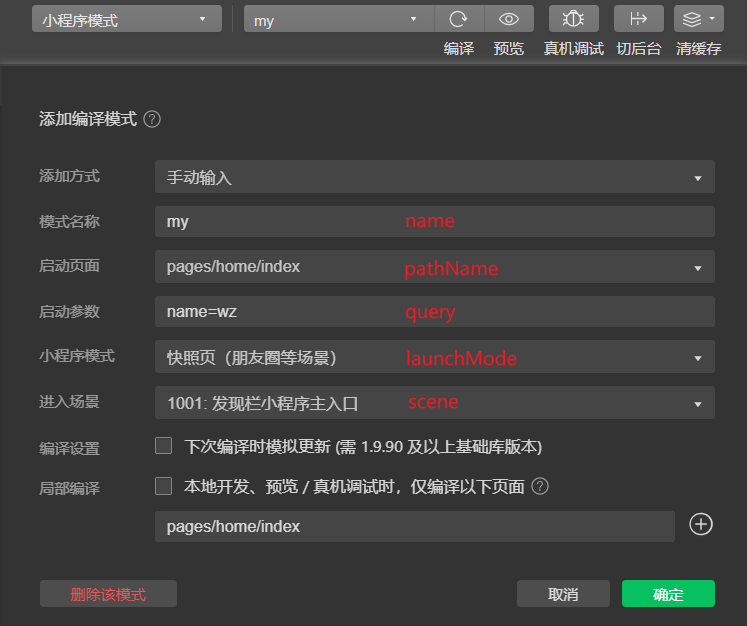 小程序模式 my
编译 预览 真机调试 切后台 清缓存
添加编译模式 ?
添加方式 手动输入
模式名称 my name
启动页面 pages/home/index pathName
启动参数 name=wz query
小程序模式 快照页（朋友圈等场景） launchMode
进入场景 1001: 发现栏小程序主入口 scene
编译设置 下次编译时模拟更新 (需 1.9.90 及以上基础库版本)
局部编译 本地开发、预览 / 真机调试时，仅编译以下页面 ?
pages/home/index
删除该模式 取消 确定